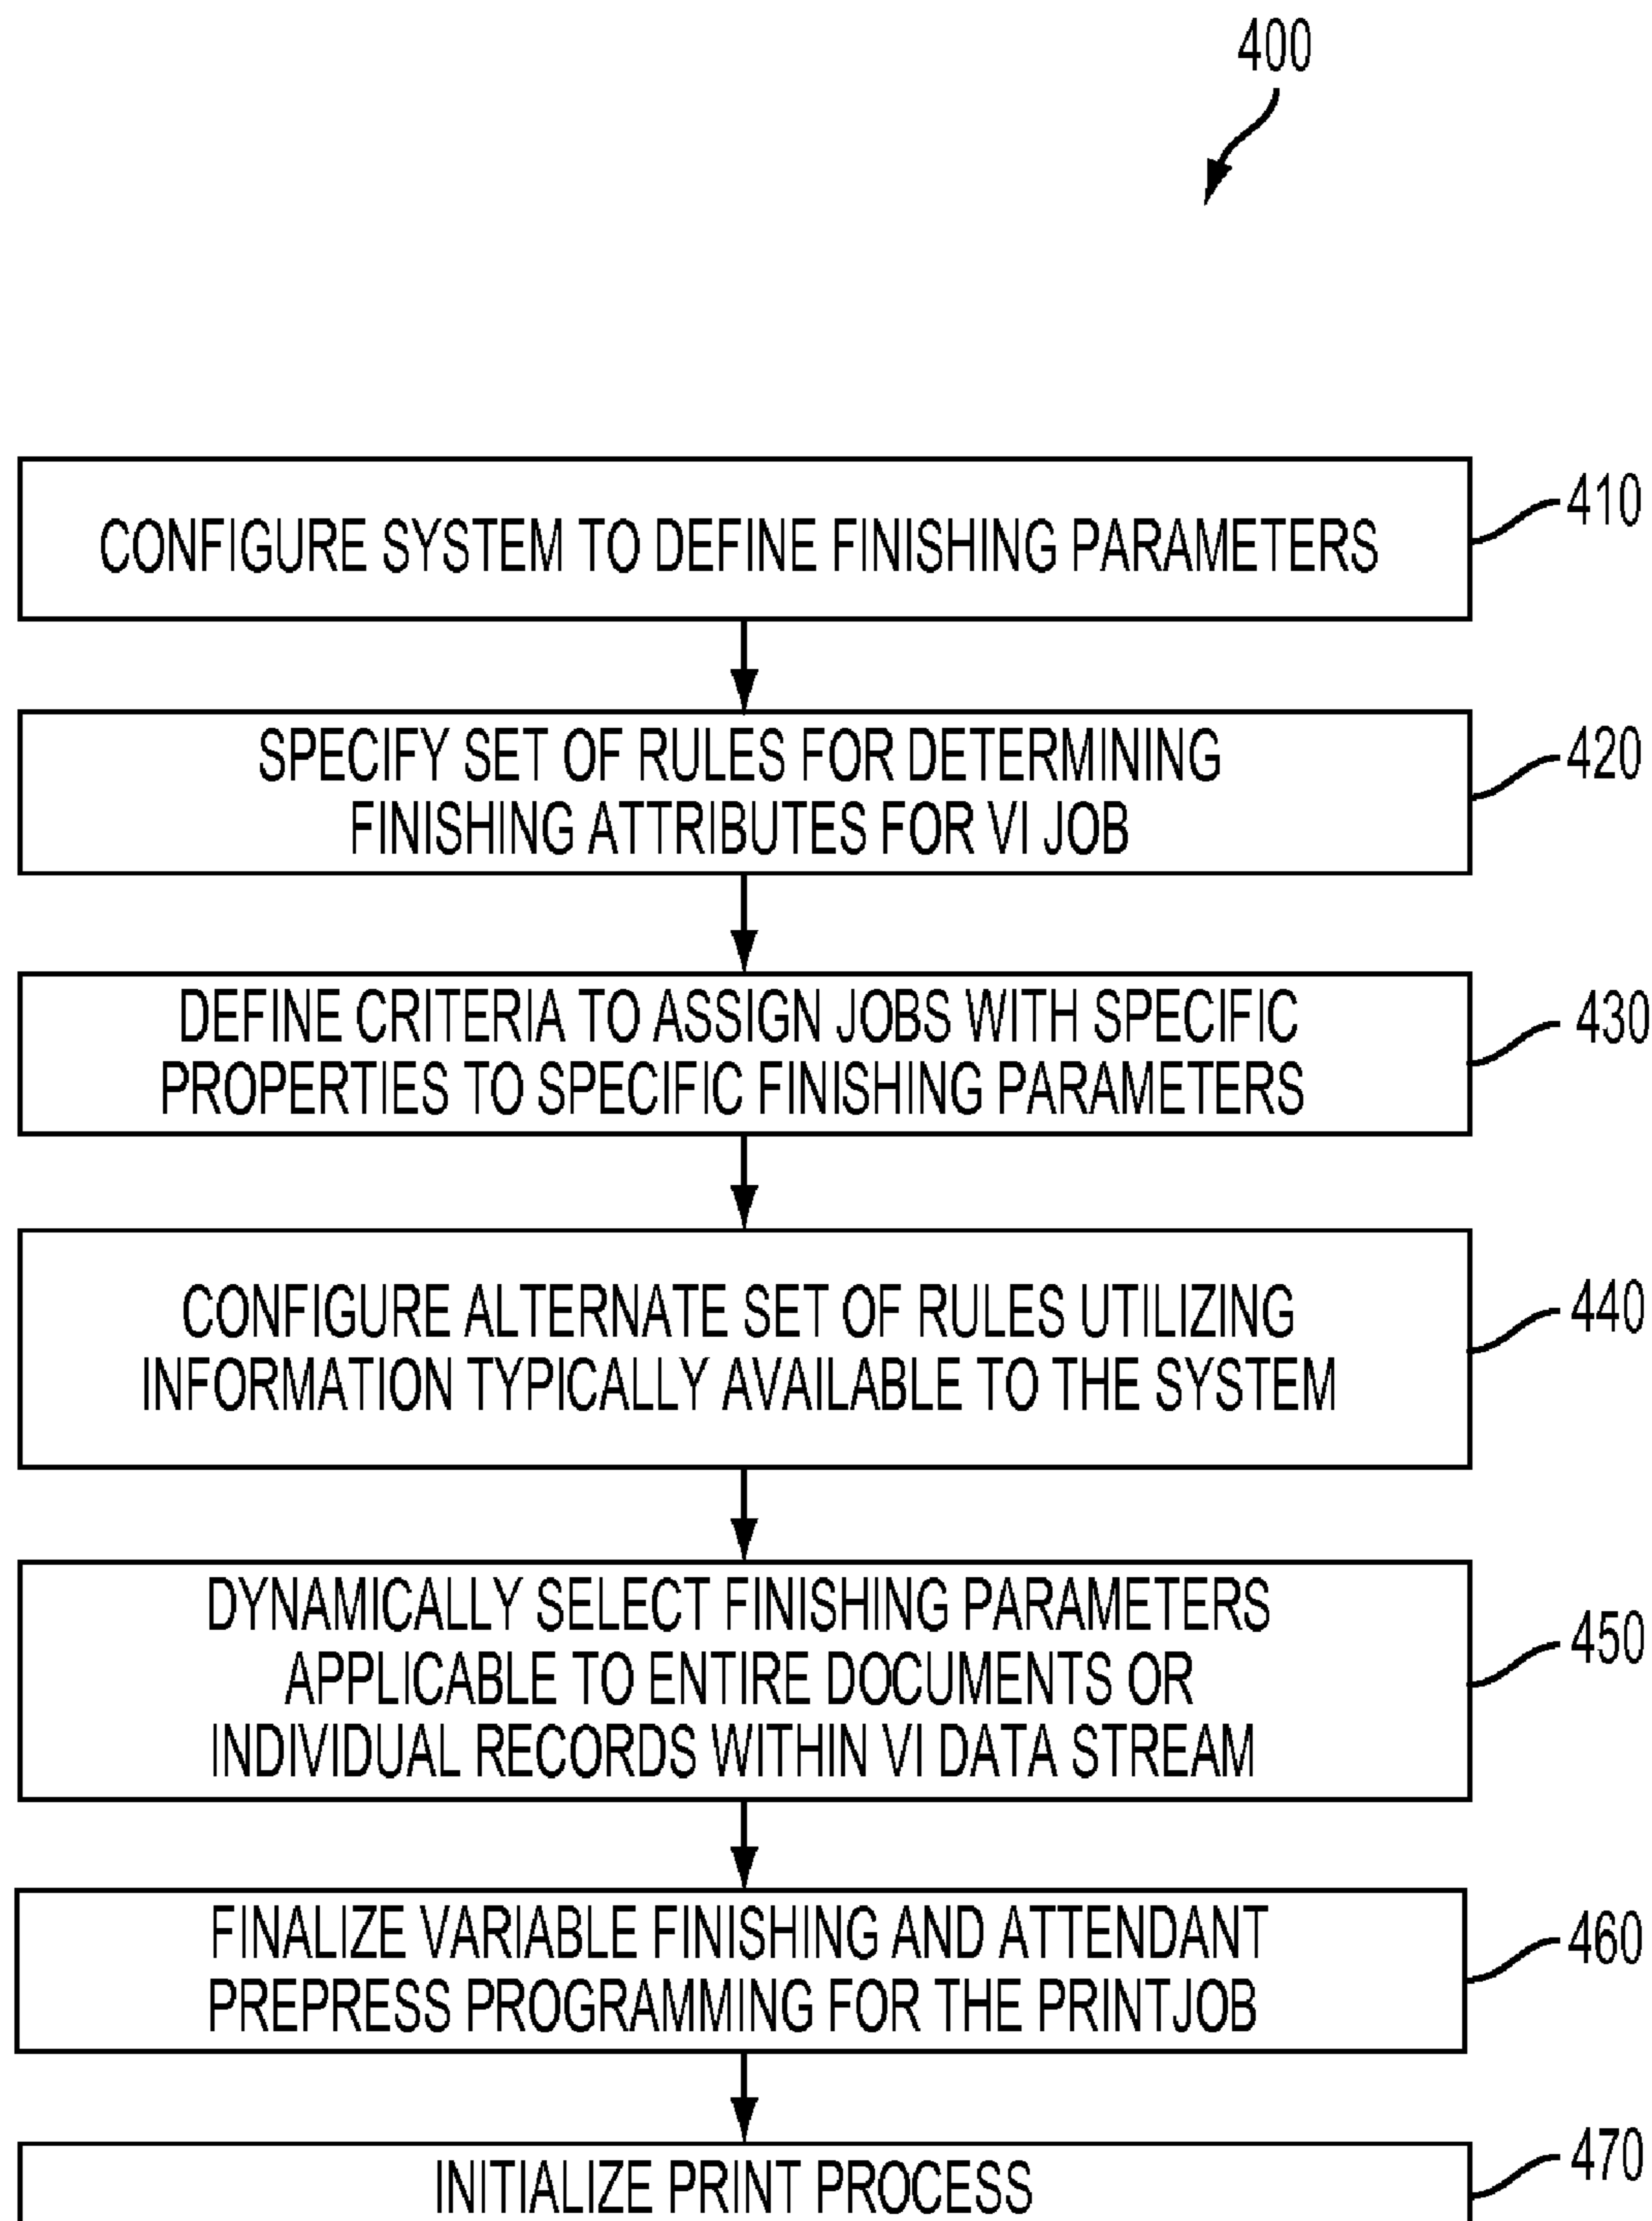 400
CONFIGURE SYSTEM TO DEFINE FINISHING PARAMETERS
410
SPECIFY SET OF RULES FOR DETERMINING
FINISHING ATTRIBUTES FOR VI JOB
420
DEFINE CRITERIA TO ASSIGN JOBS WITH SPECIFIC
PROPERTIES TO SPECIFIC FINISHING PARAMETERS
430
CONFIGURE ALTERNATE SET OF RULES UTILIZING
INFORMATION TYPICALLY AVAILABLE TO THE SYSTEM
440
DYNAMICALLY SELECT FINISHING PARAMETERS
APPLICABLE TO ENTIRE DOCUMENTS OR
INDIVIDUAL RECORDS WITHIN VI DATA STREAM
450
FINALIZE VARIABLE FINISHING AND ATTENDANT
PREPRESS PROGRAMMING FOR THE PRINTJOB
460
INITIALIZE PRINT PROCESS
470